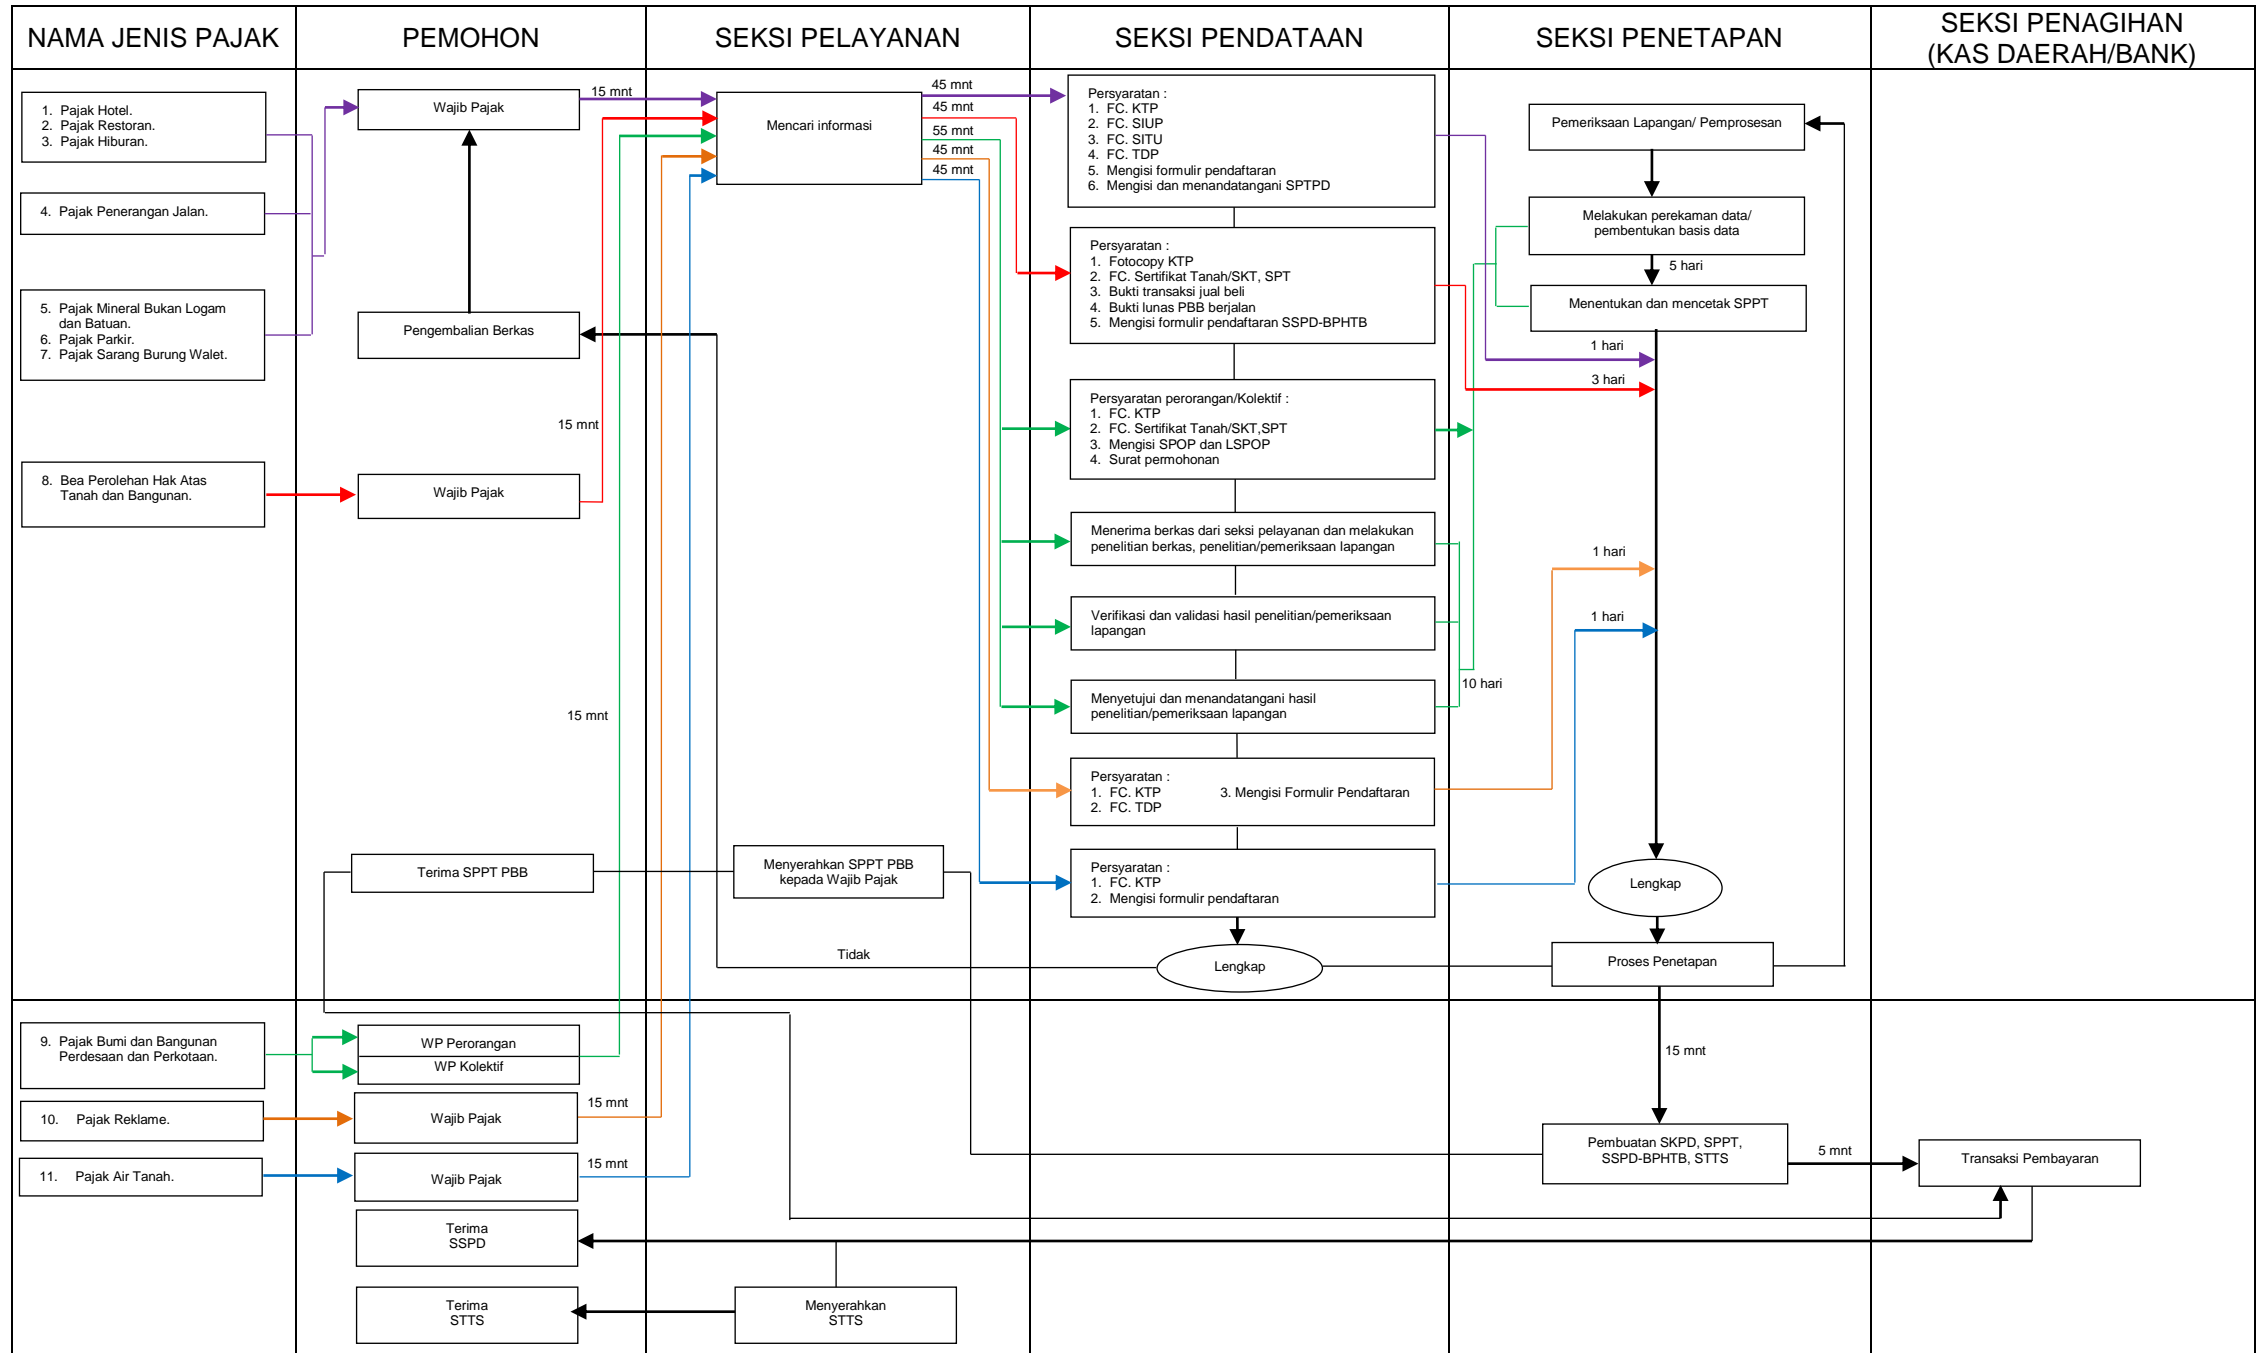 NAMA JENIS PAJAK
PEMOHON
SEKSI PELAYANAN
SEKSI PENDATAAN
SEKSI PENETAPAN
SEKSI PENAGIHAN
(KAS DAERAH/BANK)
1. Pajak Hotel.
2. Pajak Restoran.
3. Pajak Hiburan.
4. Pajak Penerangan Jalan.
5. Pajak Mineral Bukan Logam
dan Batuan.
6. Pajak Parkir.
7. Pajak Sarang Burung Walet.
8. Bea Perolehan Hak Atas
Tanah dan Bangunan.
Wajib Pajak
15 mnt
Pengembalian Berkas
15 mnt
Wajib Pajak
15 mnt
Terima SPPT PBB
Mencari informasi
45 mnt
45 mnt
55 mnt
45 mnt
45 mnt
Menyerahkan SPPT PBB
kepada Wajib Pajak
Tidak
Persyaratan :
1. FC. KTP
2. FC. SIUP
3. FC. SITU
4. FC. TDP
5. Mengisi formulir pendaftaran
6. Mengisi dan menandatangani SPTPD
Persyaratan :
1. Fotocopy KTP
2. FC. Sertifikat Tanah/SKT, SPT
3. Bukti transaksi jual beli
4. Bukti lunas PBB berjalan
5. Mengisi formulir pendaftaran SSPD-BPHTB
Persyaratan perorangan/Kolektif :
1. FC. KTP
2. FC. Sertifikat Tanah/SKT,SPT
3. Mengisi SPOP dan LSPOP
4. Surat permohonan
Menerima berkas dari seksi pelayanan dan melakukan
penelitian berkas, penelitian/pemeriksaan lapangan
Verifikasi dan validasi hasil penelitian/pemeriksaan
lapangan
Menyetujui dan menandatangani hasil
penelitian/pemeriksaan lapangan
10 hari
Persyaratan :
1. FC. KTP 3. Mengisi Formulir Pendaftaran
2. FC. TDP
Persyaratan :
1. FC. KTP
2. Mengisi formulir pendaftaran
Lengkap
Pemeriksaan Lapangan/ Pemprosesan
Melakukan perekaman data/
pembentukan basis data
5 hari
Menentukan dan mencetak SPPT
1 hari
3 hari
1 hari
1 hari
Lengkap
Proses Penetapan
9. Pajak Bumi dan Bangunan
Perdesaan dan Perkotaan.
10. Pajak Reklame.
11. Pajak Air Tanah.
WP Perorangan
WP Kolektif
Wajib Pajak
15 mnt
Wajib Pajak
15 mnt
Terima
SSPD
Terima
STTS
Menyerahkan
STTS
15 mnt
Pembuatan SKPD, SPPT,
SSPD-BPHTB, STTS
5 mnt
Transaksi Pembayaran